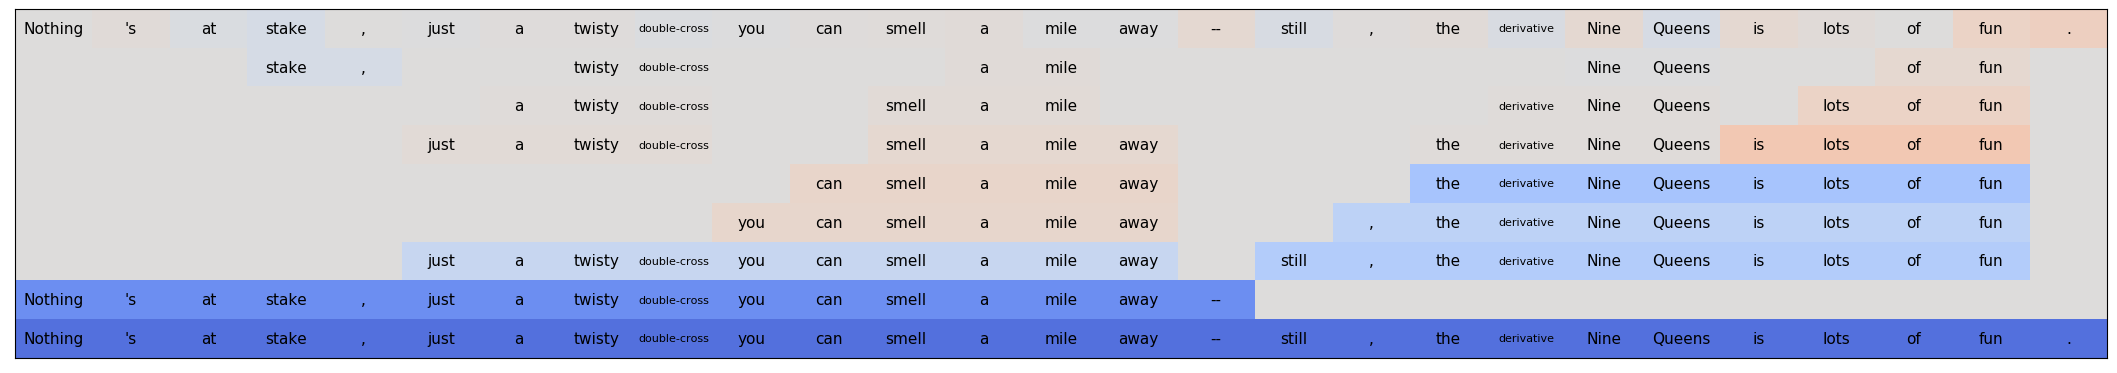 Nothing 's at stake , just a twisty double-cross you can smell a mile away -- still , the derivative Nine Queens is lots of fun .
stake , twisty double-cross a mile Nine Queens of fun
a twisty double-cross smell a mile derivative Nine Queens lots of fun
just a twisty double-cross smell a mile away the derivative Nine Queens is lots of fun
can smell a mile away the derivative Nine Queens is lots of fun
you can smell a mile away , the derivative Nine Queens is lots of fun
just a twisty double-cross you can smell a mile away still , the derivative Nine Queens is lots of fun
Nothing 's at stake , just a twisty double-cross you can smell a mile away --
Nothing 's at stake , just a twisty double-cross you can smell a mile away -- still , the derivative Nine Queens is lots of fun .